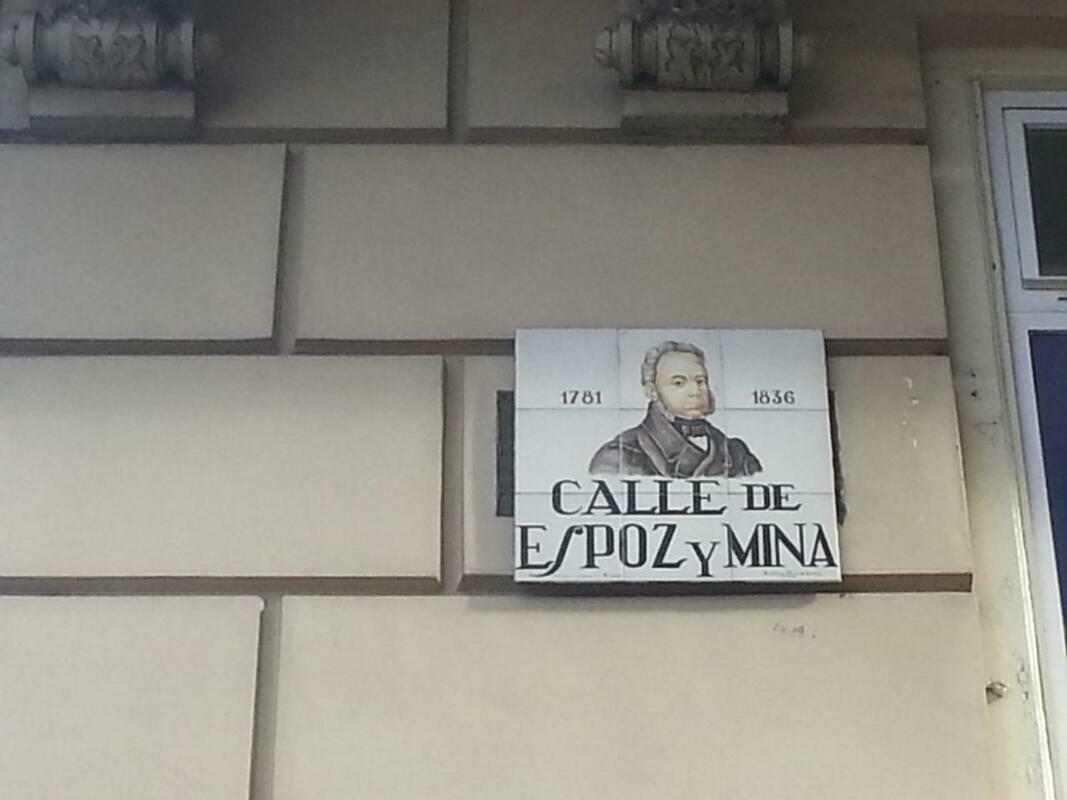 1781 1836
CALLE DE
ESPOZ Y MINA